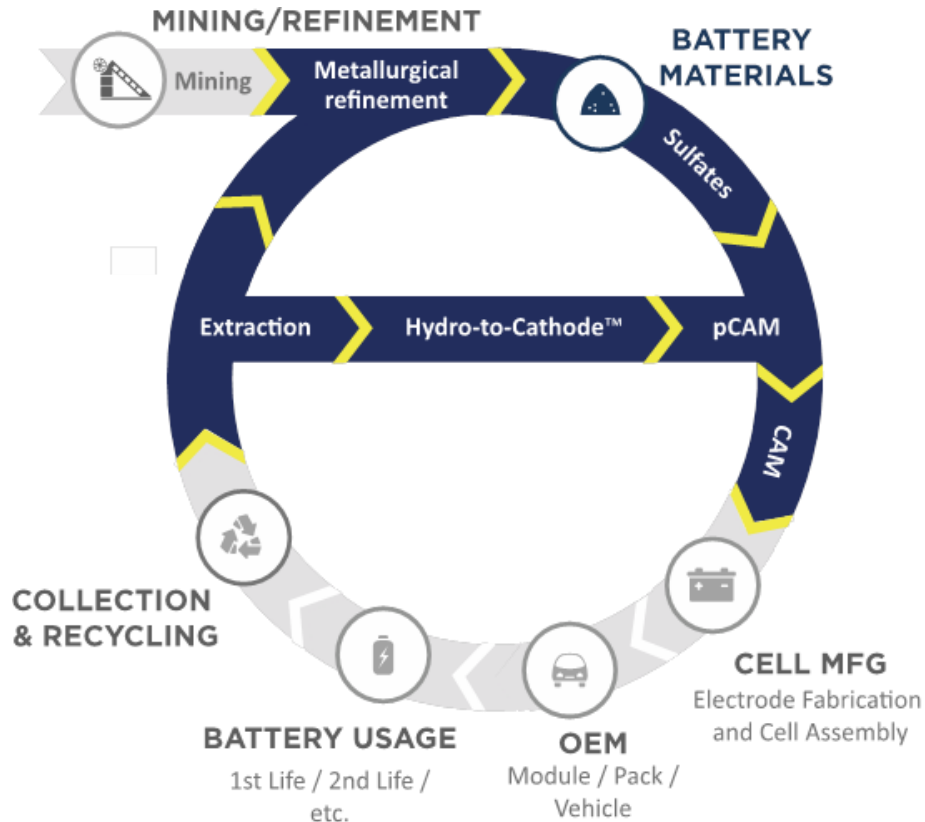 MINING/REFINEMENT
Mining
Metallurgical
refinement
BATTERY
MATERIALS
Sulfates
Extraction
Hydro-to-Cathode™
pCAM
CAM
COLLECTION
& RECYCLING
CELL MFG
Electrode Fabrication
and Cell Assembly
BATTERY USAGE
1st Life / 2nd Life /
etc.
OEM
Module / Pack /
Vehicle